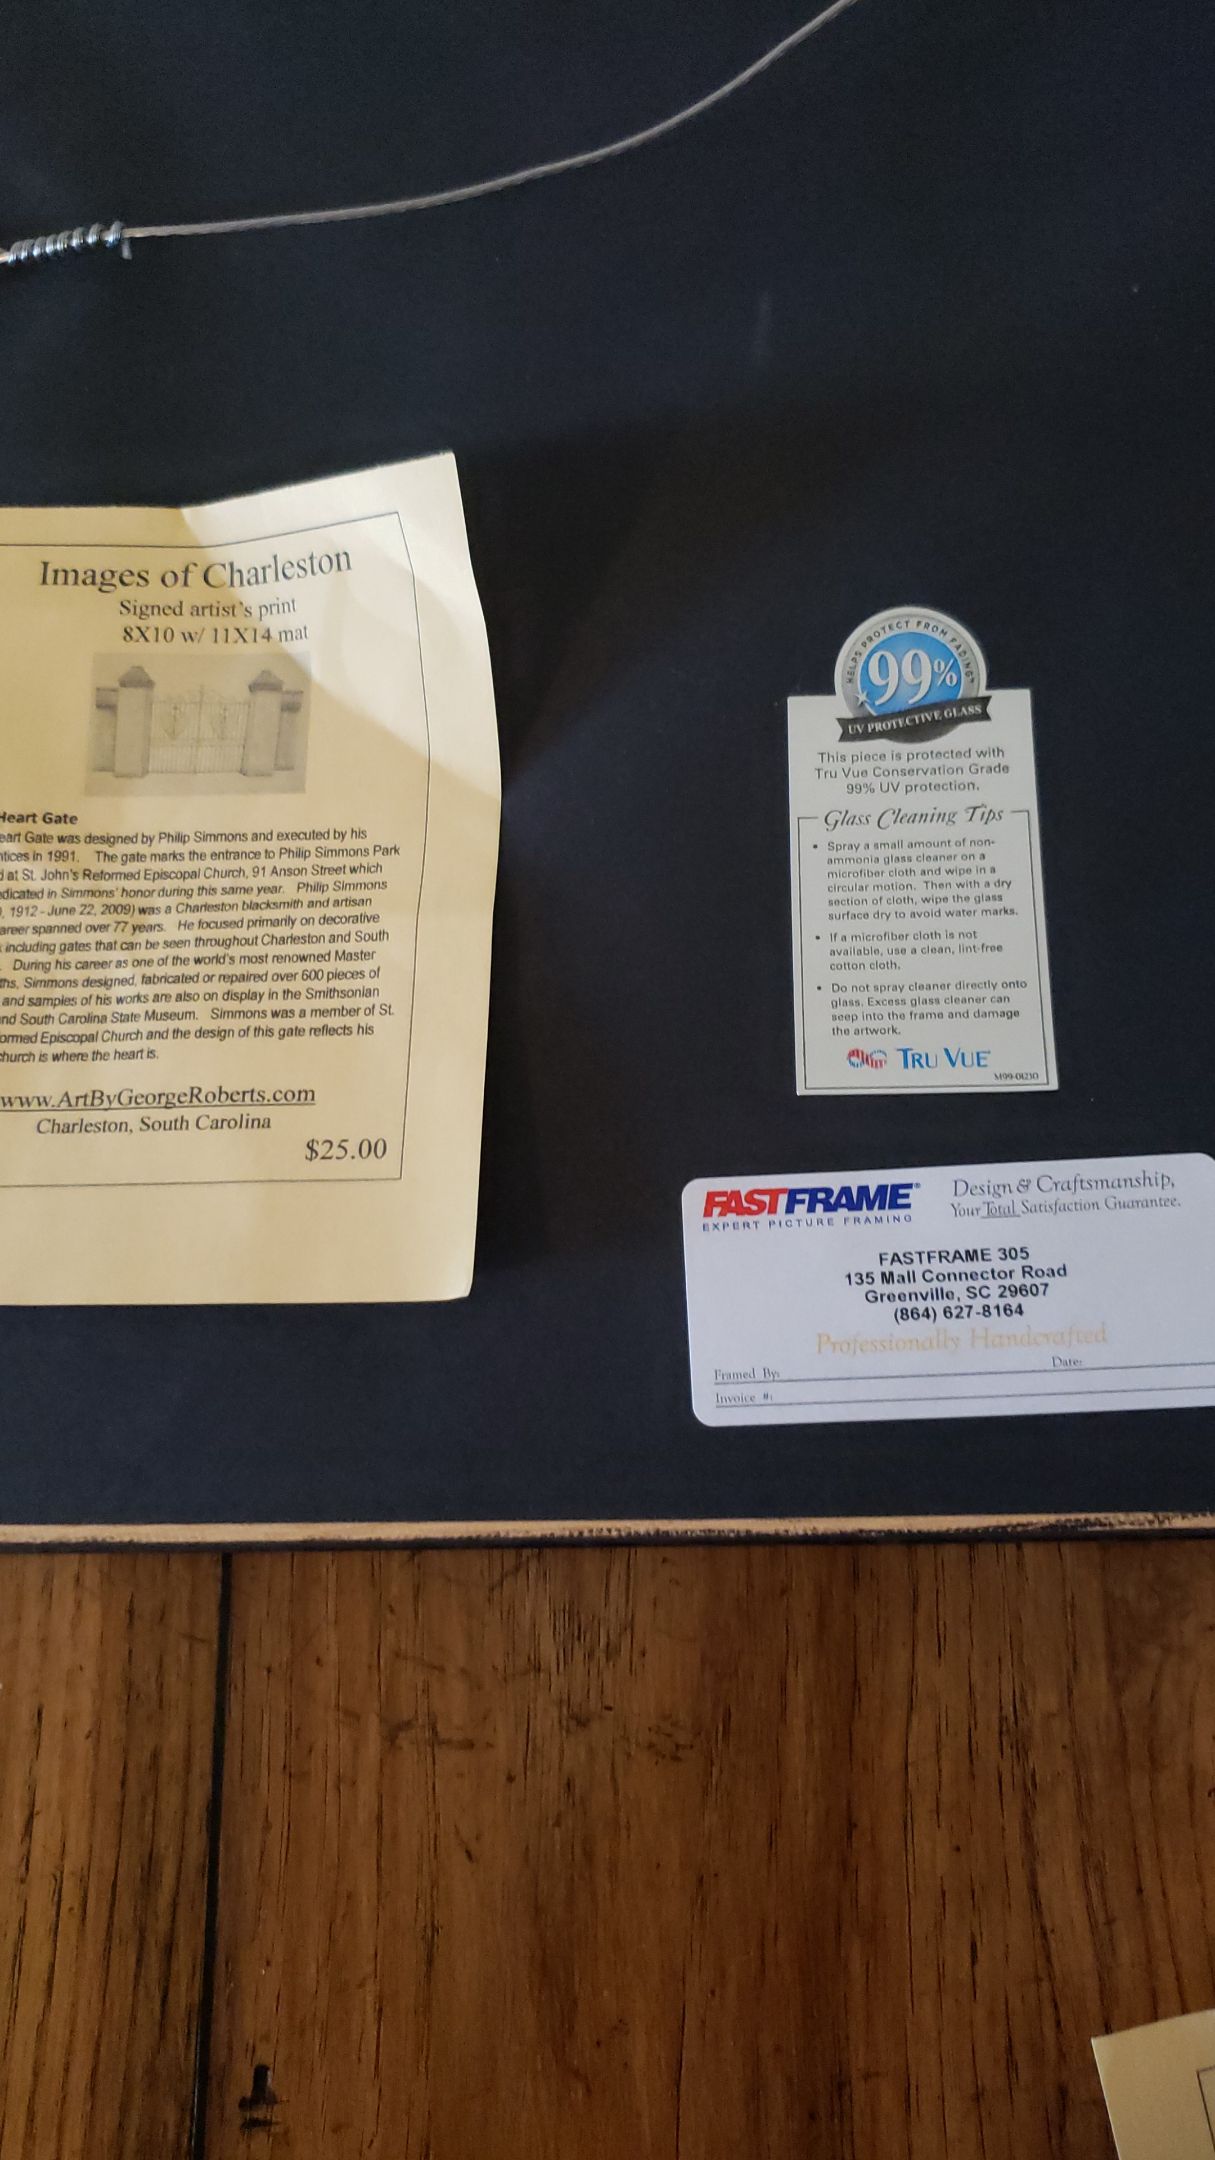 Images of Charleston
Signed artist's print
8X10 w/ 11X14 mat
Heart Gate
eart Gate was designed by Philip Simmons and executed by his
ntices in 1991. The gate marks the entrance to Philip Simmons Park
d at St. John's Reformed Episcopal Church, 91 Anson Street which
edicated in Simmons' honor during this same year. Philip Simmons
, 1912 - June 22, 2009) was a Charleston blacksmith and artisan
areer spanned over 77 years. He focused primarily on decorative
including gates that can be seen throughout Charleston and South
. During his career as one of the world's most renowned Master
ths, Simmons designed, fabricated or repaired over 600 pieces of
and samples of his works are also on display in the Smithsonian
nd South Carolina State Museum. Simmons was a member of St.
ormed Episcopal Church and the design of this gate reflects his
church is where the heart is.
www.ArtByGeorgeRoberts.com
Charleston, South Carolina
$25.00
HELPS PROTECT FROM FADING
99%
UV PROTECTIVE GLASS
This piece is protected with
Tru Vue Conservation Grade
99% UV protection.
Glass Cleaning Tips
• Spray a small amount of non-
ammonia glass cleaner on a
microfiber cloth and wipe in a
circular motion. Then with a dry
section of cloth, wipe the glass
surface dry to avoid water marks.
• If a microfiber cloth is not
available, use a clean, lint-free
cotton cloth.
• Do not spray cleaner directly onto
glass. Excess glass cleaner can
seep into the frame and damage
the artwork.
TRU VUE
M99-01230
FASTFRAME®
EXPERT PICTURE FRAMING
Design & Craftsmanship,
Your Total Satisfaction Guarantee.
FASTFRAME 305
135 Mall Connector Road
Greenville, SC 29607
(864) 627-8164
Professionally Handcrafted
Framed By: Date:
Invoice #: